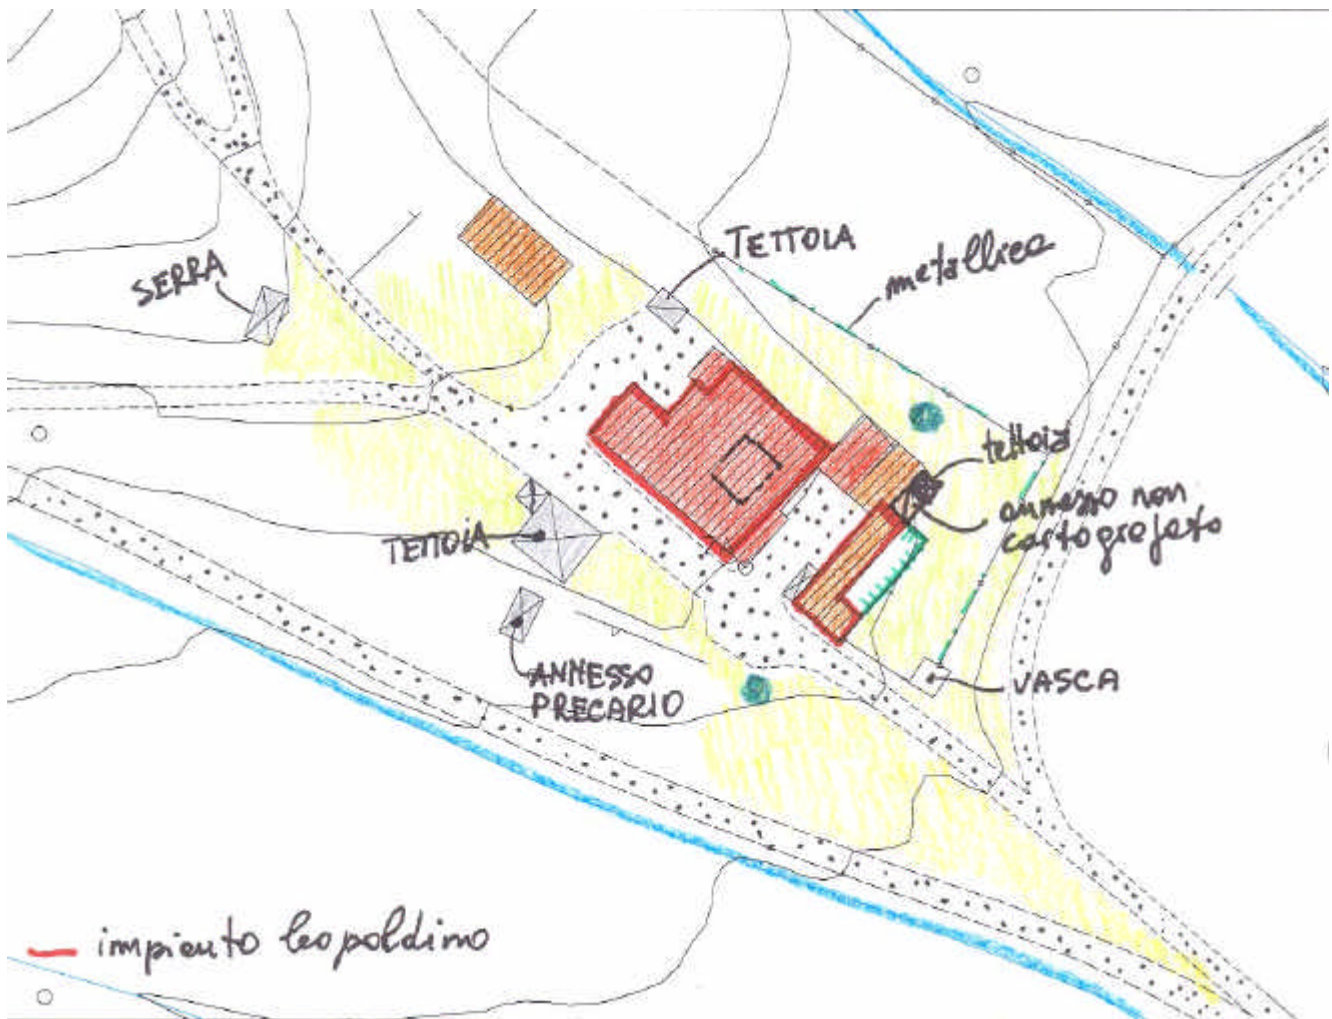 TETTOIA
metallica
SERRA
tettoia
annesso non
cartografato
TETTOIA
ANNESSO
PRECARIO
VASCA
impianto leopoldino